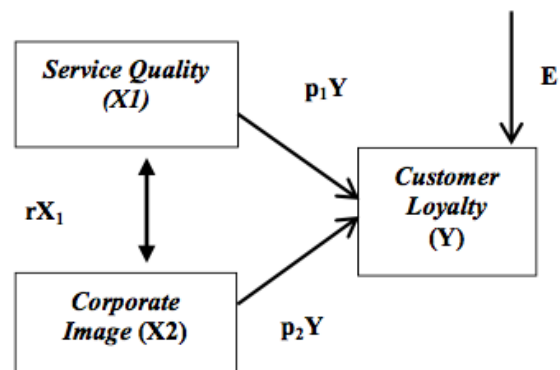 Service Quality
(X1)
p₁Y
E
Customer
Loyalty
(Y)
rX₁
Corporate
Image (X2)
p₂Y